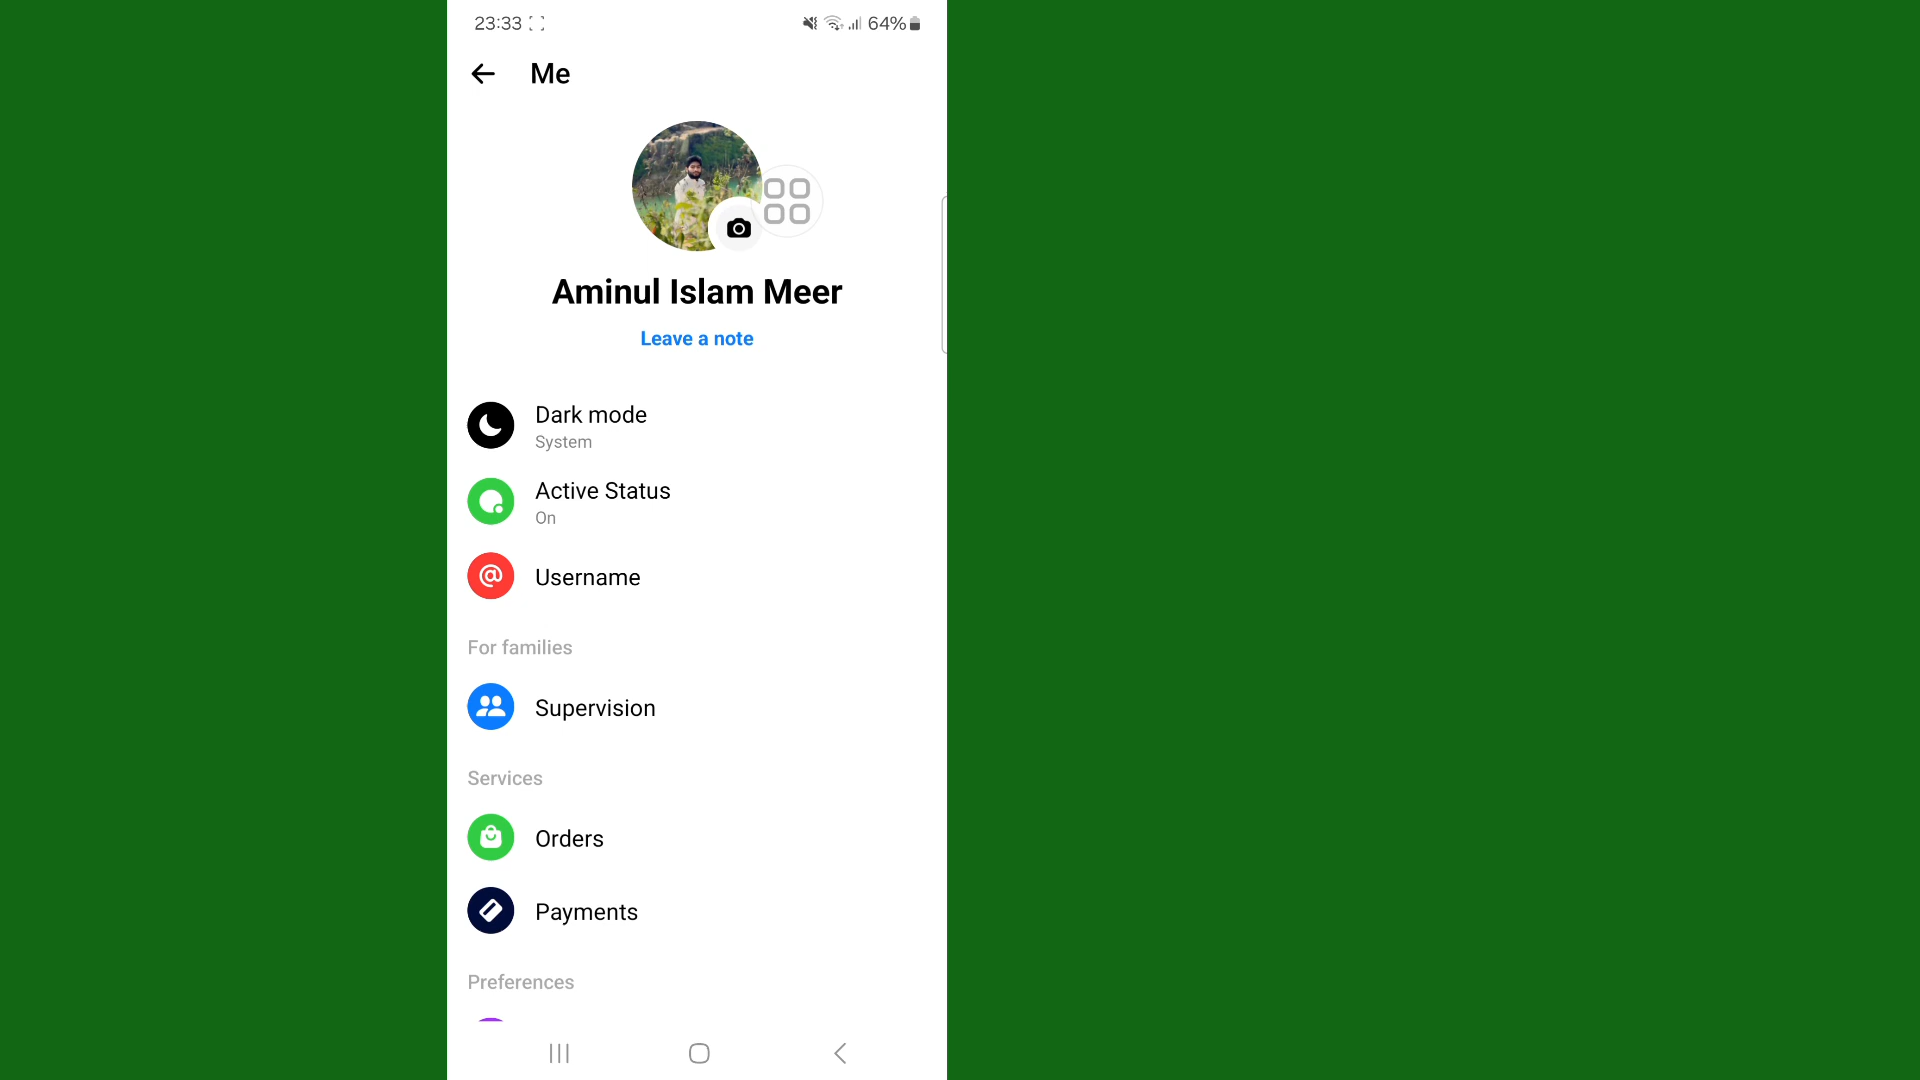 23:33 64%
Me
Aminul Islam Meer
Leave a note
Dark mode
System
Active Status
On
Username
For families
Supervision
Services
Orders
Payments
Preferences